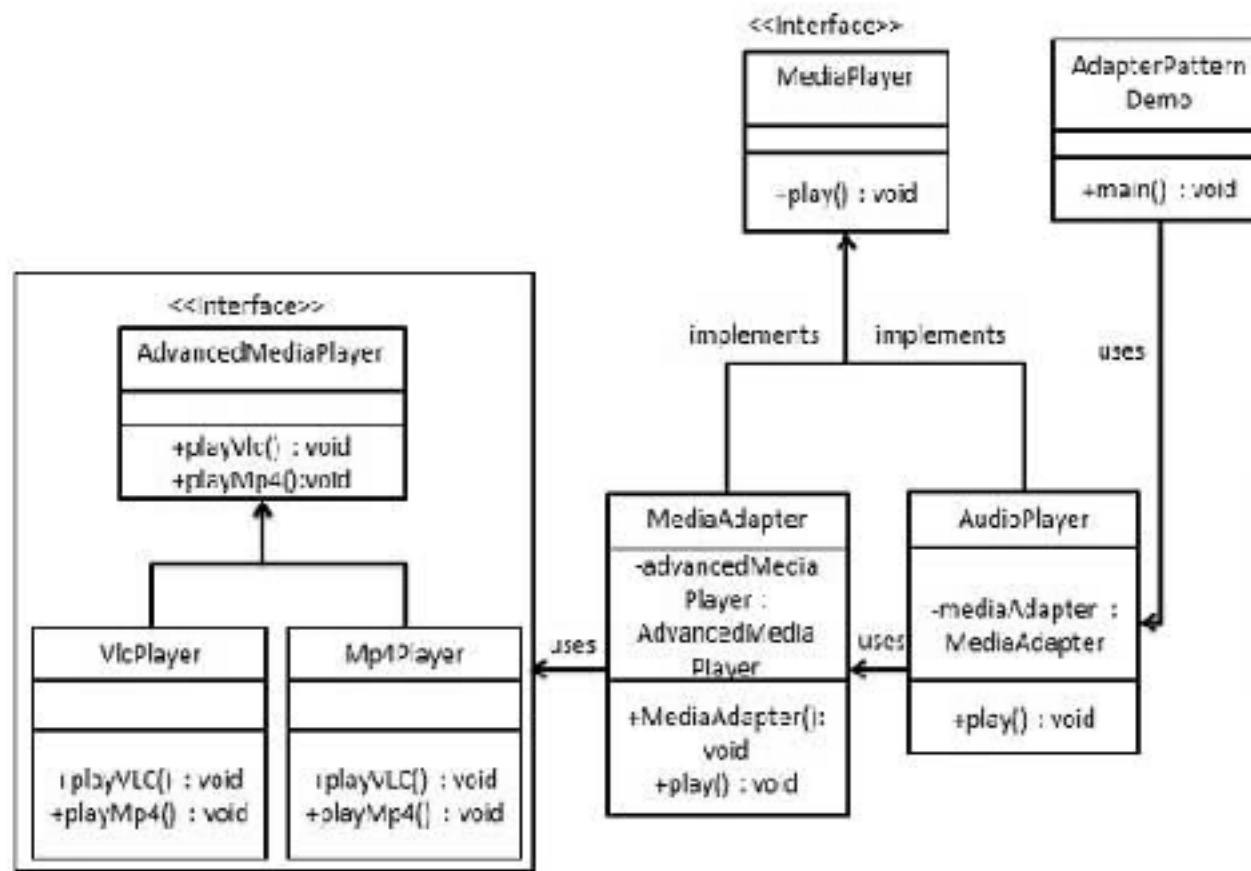 <<Interface>>
MediaPlayer
+play() : void
AdapterPattern
Demo
+main() : void
<<Interface>>
AdvancedMediaPlayer
+playVlc() : void
+playMp4():void
implements
implements
uses
VlcPlayer
+playVLC() : void
+playMp4() : void
Mp4Player
+playVLC() : void
+playMp4() : void
uses
MediaAdapter
-advancedMedia
Player :
AdvancedMedia
Player
+MediaAdapter():
void
+play() : void
uses
AudioPlayer
-mediaAdapter :
MediaAdapter
+play() : void